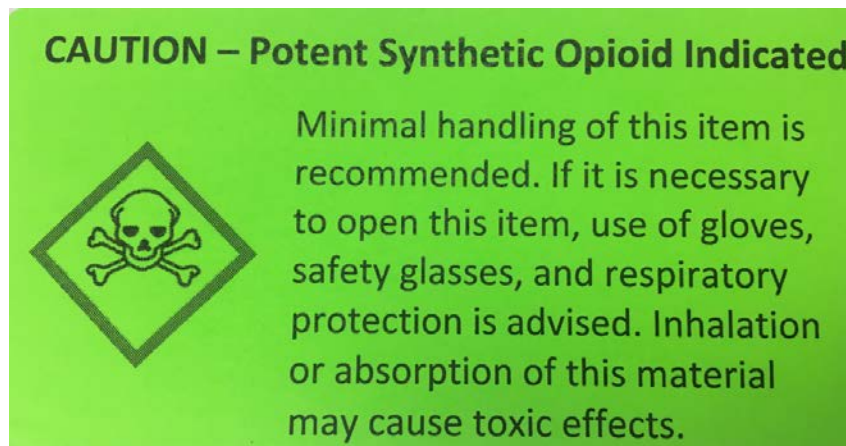 CAUTION – Potent Synthetic Opioid Indicated
Minimal handling of this item is
recommended. If it is necessary
to open this item, use of gloves,
safety glasses, and respiratory
protection is advised. Inhalation
or absorption of this material
may cause toxic effects.